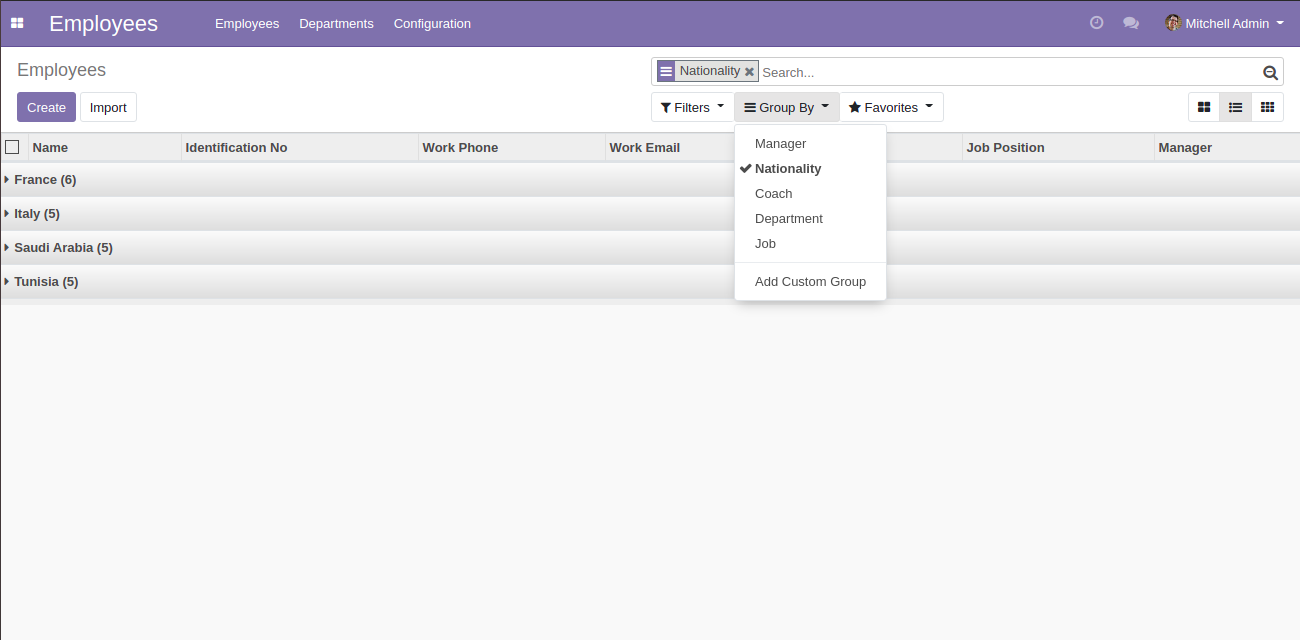 Employees Employees Departments Configuration Mitchell Admin
Employees
Nationality Search...
Create Import Filters Group By Favorites
Name Identification No Work Phone Work Email Job Position Manager
Manager
Nationality
Coach
Department
Job
Add Custom Group
France (6)
Italy (5)
Saudi Arabia (5)
Tunisia (5)